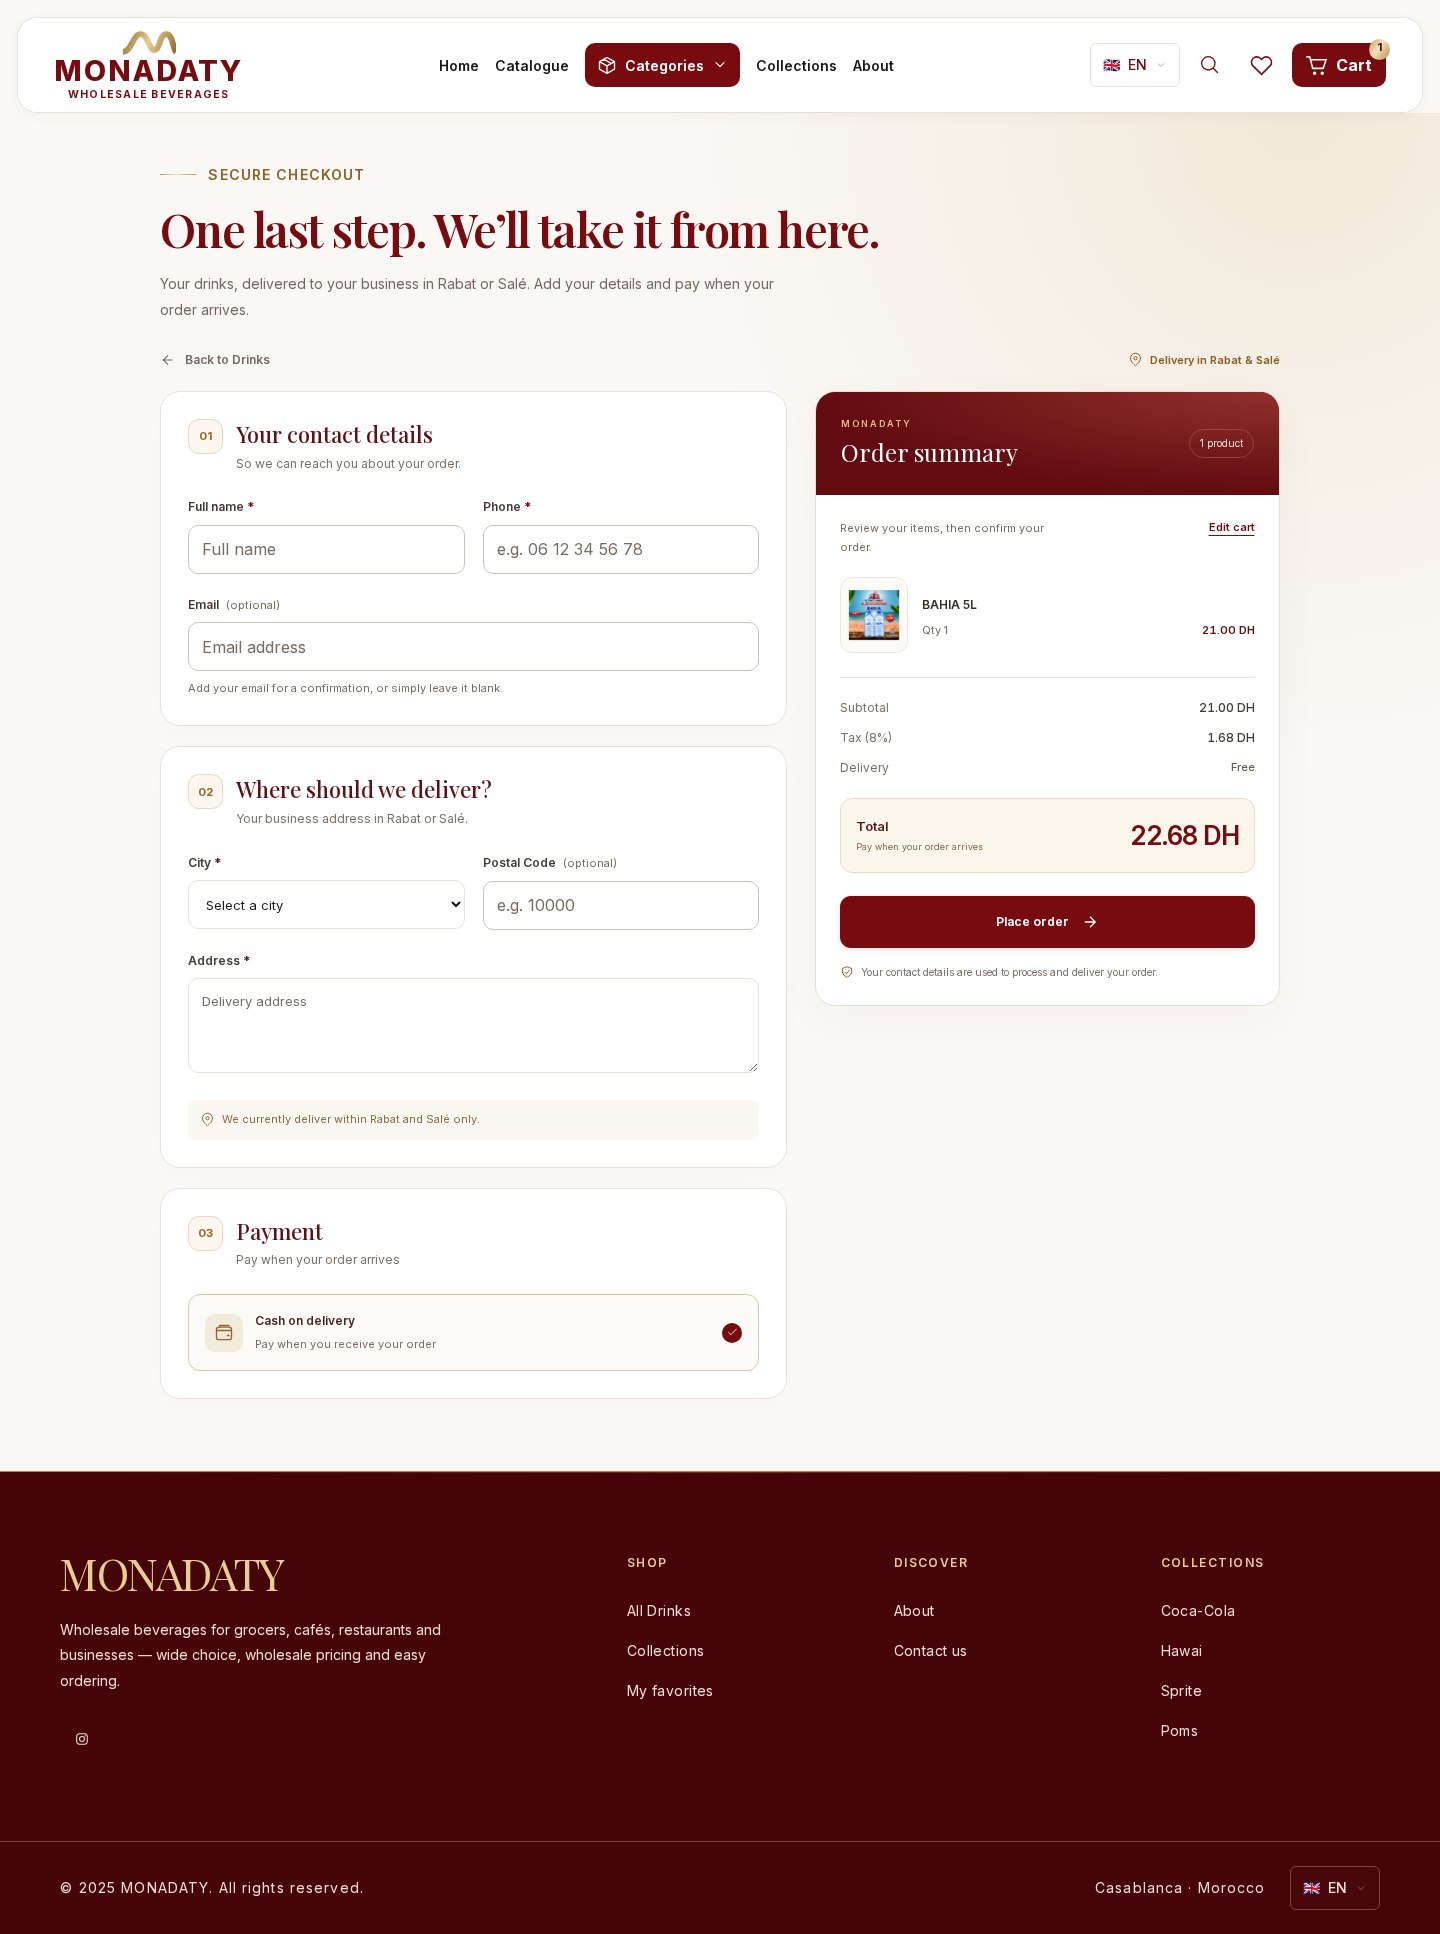 MONADATY
WHOLESALE BEVERAGES
Home
Catalogue
Categories
Collections
About
EN
Cart
1
SECURE CHECKOUT
One last step. We’ll take it from here.
Your drinks, delivered to your business in Rabat or Salé. Add your details and pay when your
order arrives.
Back to Drinks
Delivery in Rabat & Salé
01
Your contact details
So we can reach you about your order.
Full name *
Phone *
Full name
e.g. 06 12 34 56 78
Email (optional)
Email address
Add your email for a confirmation, or simply leave it blank.
02
Where should we deliver?
Your business address in Rabat or Salé.
City *
Postal Code (optional)
Select a city
e.g. 10000
Address *
Delivery address
We currently deliver within Rabat and Salé only.
03
Payment
Pay when your order arrives
Cash on delivery
Pay when you receive your order
MONADATY
Order summary
1 product
Review your items, then confirm your
order.
Edit cart
BAHIA 5L
Qty 1
21.00 DH
Subtotal
21.00 DH
Tax (8%)
1.68 DH
Delivery
Free
Total
Pay when your order arrives
22.68 DH
Place order
Your contact details are used to process and deliver your order.
MONADATY
Wholesale beverages for grocers, cafés, restaurants and
businesses — wide choice, wholesale pricing and easy
ordering.
SHOP
All Drinks
Collections
My favorites
DISCOVER
About
Contact us
COLLECTIONS
Coca-Cola
Hawai
Sprite
Poms
© 2025 MONADATY. All rights reserved.
Casablanca · Morocco
EN